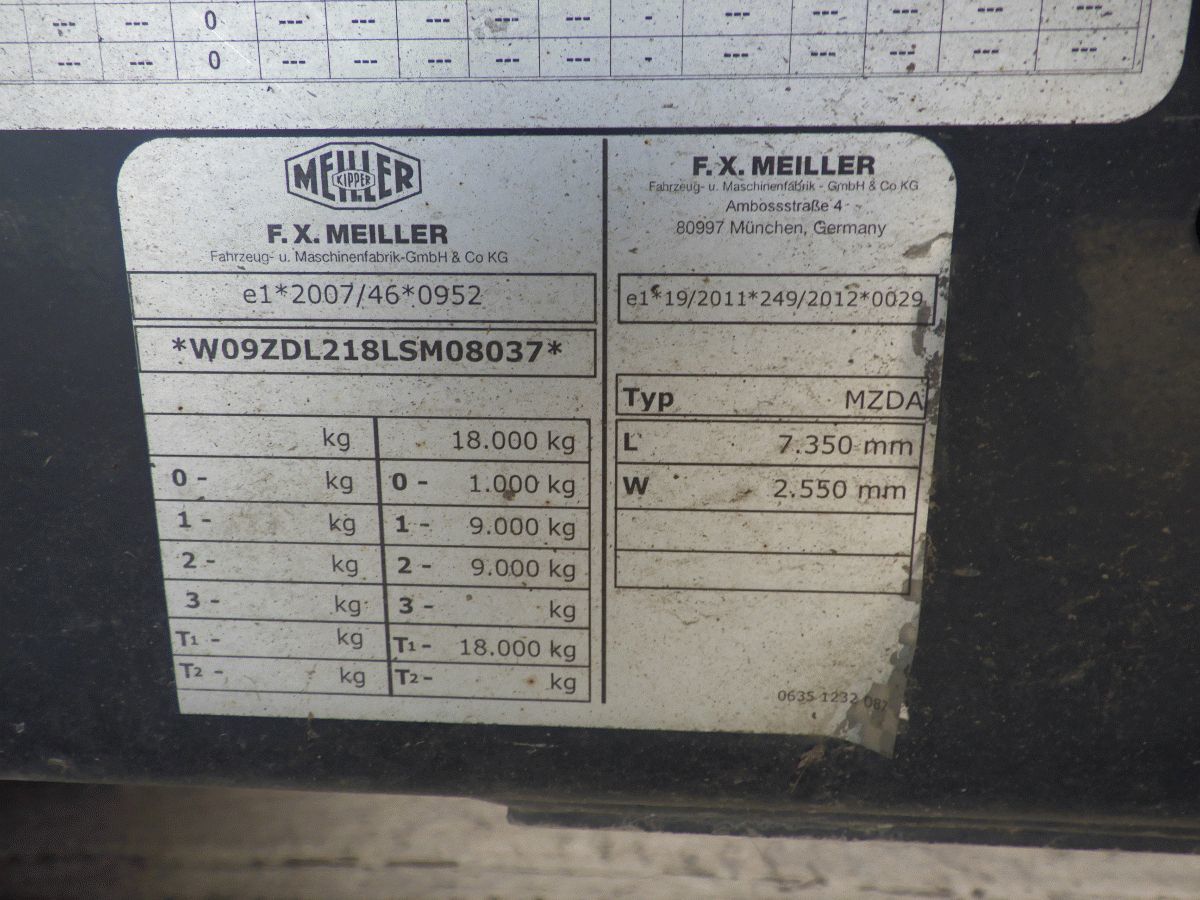 --- --- 0 --- --- --- --- --- - --- --- --- --- ---
--- --- 0 --- --- --- --- --- - --- --- --- --- ---
MEILLER
KIPPER
F.X. MEILLER
Fahrzeug- u. Maschinenfabrik-GmbH & Co KG
e1*2007/46*0952
*W09ZDL218LSM08037*
kg 18.000 kg
0 - kg 0 - 1.000 kg
1 - kg 1 - 9.000 kg
2 - kg 2 - 9.000 kg
3 - kg 3 - kg
T1 - kg T1 - 18.000 kg
T2 - kg T2 - kg
F.X. MEILLER
Fahrzeug- u. Maschinenfabrik - GmbH & Co KG
Ambossstraße 4
80997 München, Germany
e1*19/2011*249/2012*0029
Typ MZDA
L 7.350 mm
W 2.550 mm
0635 1232 087